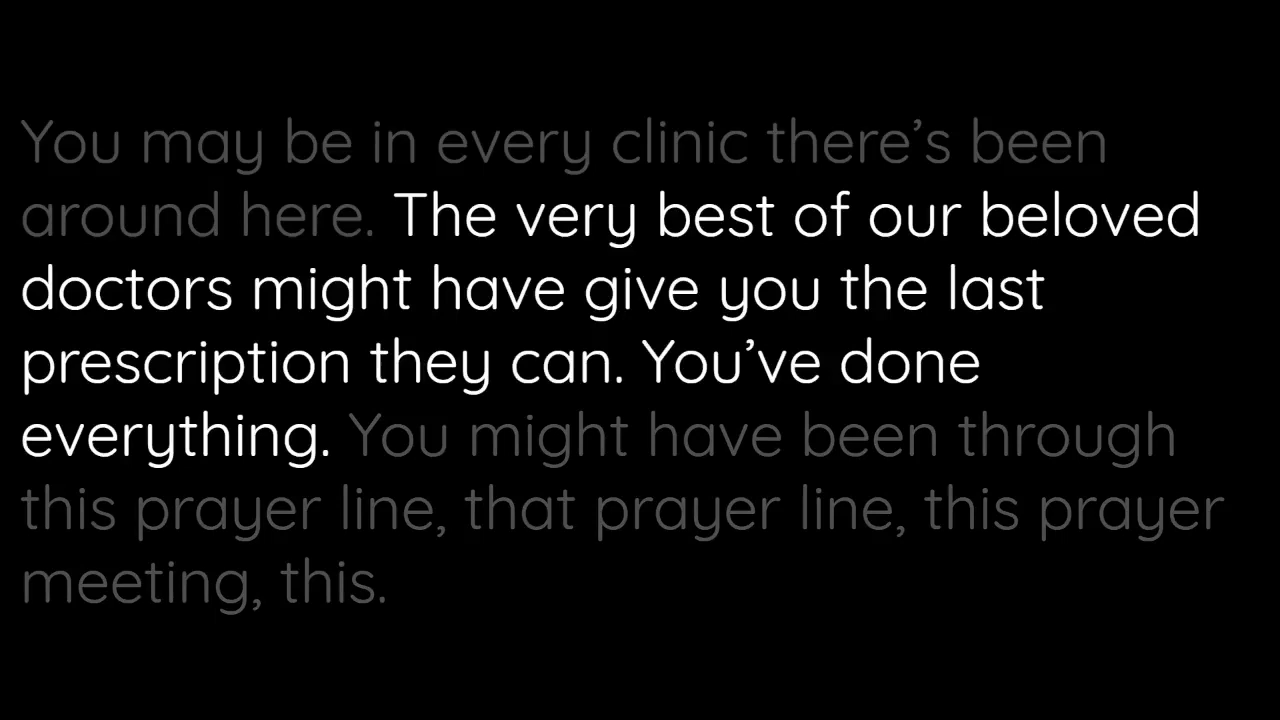 You may be in every clinic there’s been
around here. The very best of our beloved
doctors might have give you the last
prescription they can. You’ve done
everything. You might have been through
this prayer line, that prayer line, this prayer
meeting, this.